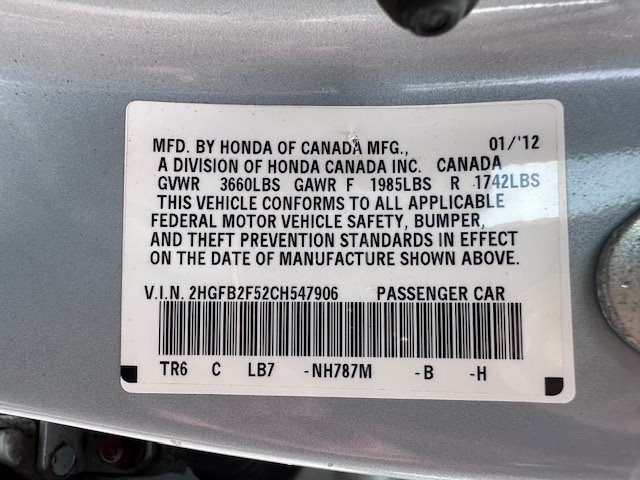 MFD. BY HONDA OF CANADA MFG., 01/'12
A DIVISION OF HONDA CANADA INC. CANADA
GVWR 3660LBS GAWR F 1985LBS R 1742LBS
THIS VEHICLE CONFORMS TO ALL APPLICABLE
FEDERAL MOTOR VEHICLE SAFETY, BUMPER,
AND THEFT PREVENTION STANDARDS IN EFFECT
ON THE DATE OF MANUFACTURE SHOWN ABOVE.
V.I.N. 2HGFB2F52CH547906 PASSENGER CAR
TR6 C LB7 -NH787M -B -H